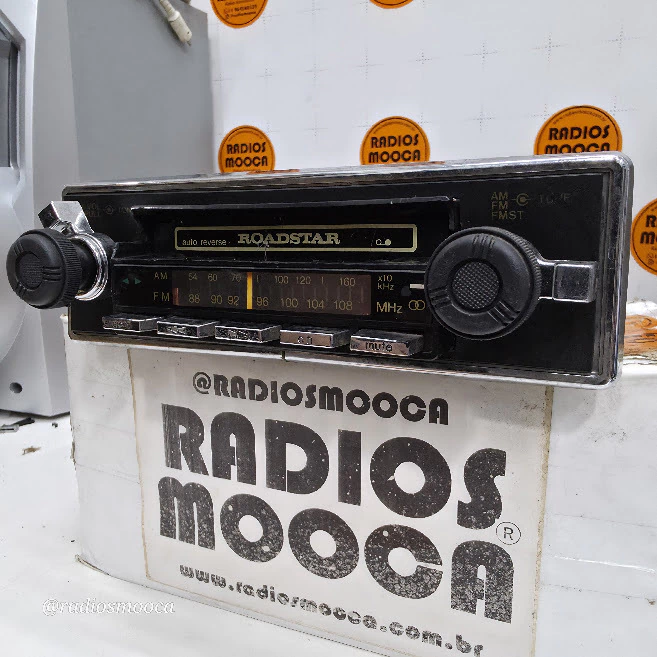 RADIOS
MOOCA
RADIOS
MOOCA
RADIOS
MOOCA
RADIOS
MOOCA
AM
FM
FMST
auto reverse
ROADSTAR
AM 54 60 70 100 120 160 x10 kHz
FM 88 90 92 96 100 104 108 MHz
mute
@RADIOSMOOCA
RADIOS
MOOCA®
www.radiosmooca.com.br
@radiosmooca